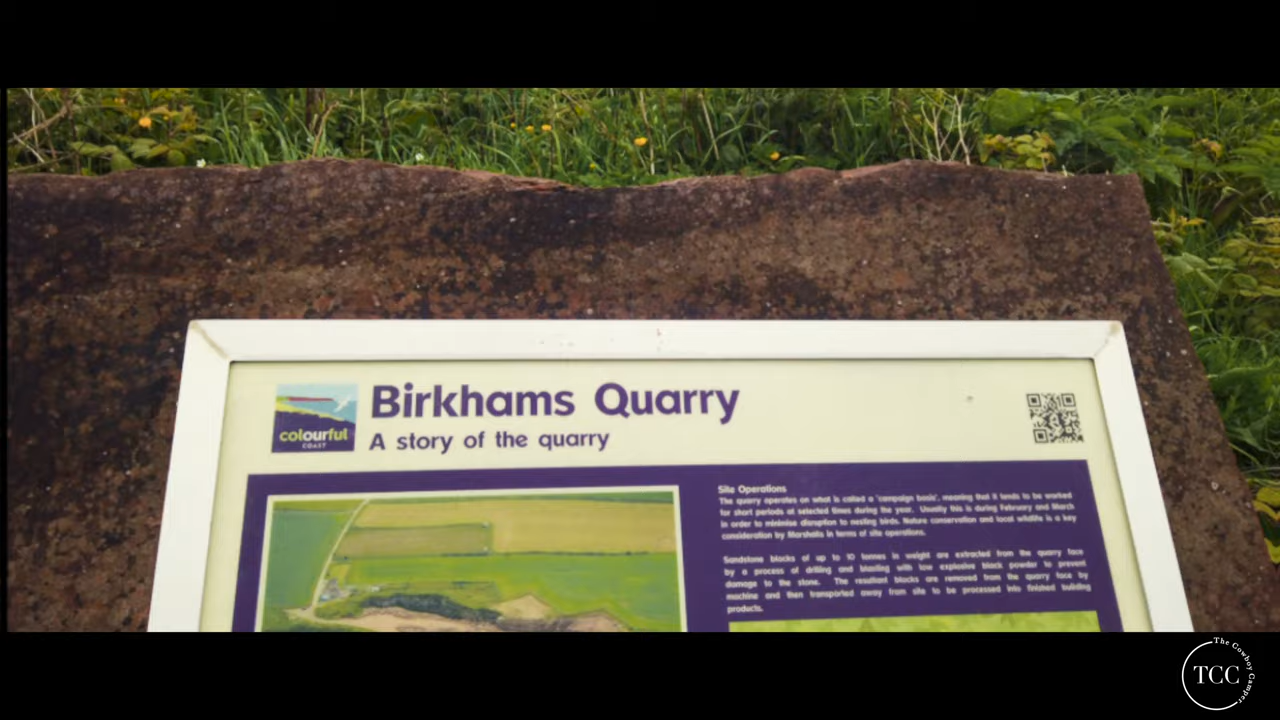 Birkhams Quarry
A story of the quarry
colourful
COAST
Site Operations
The quarry operates on what is called a 'campaign basis', meaning that it tends to be worked
for short periods at selected times during the year. Usually this is during February and March
in order to minimise disruption to nesting birds. Nature conservation and local wildlife is a key
consideration by Marshalls in terms of site operations.
Sandstone blocks of up to 10 tonnes in weight are extracted from the quarry face
by a process of drilling and blasting with low explosive black powder to prevent
damage to the stone. The resultant blocks are removed from the quarry face by
machine and then transported away from site to be processed into finished building
products.
The Cowboy Camper
TCC